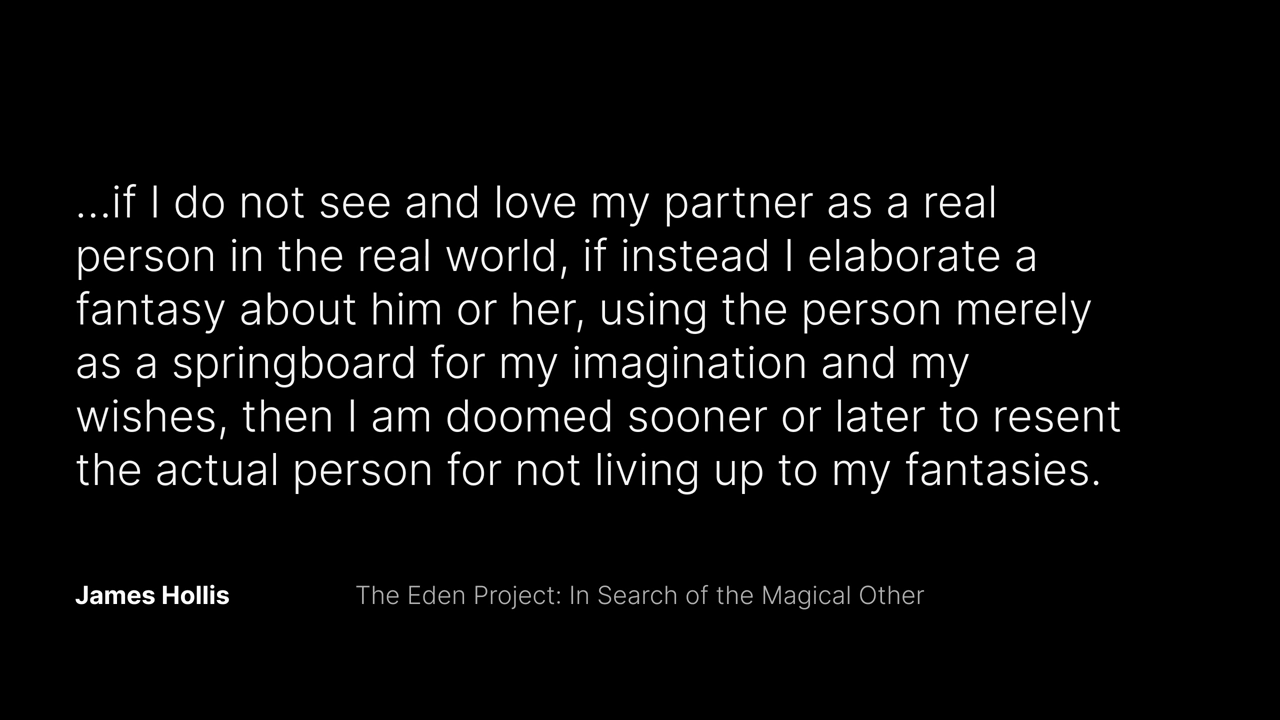 ...if I do not see and love my partner as a real
person in the real world, if instead I elaborate a
fantasy about him or her, using the person merely
as a springboard for my imagination and my
wishes, then I am doomed sooner or later to resent
the actual person for not living up to my fantasies.
James Hollis The Eden Project: In Search of the Magical Other